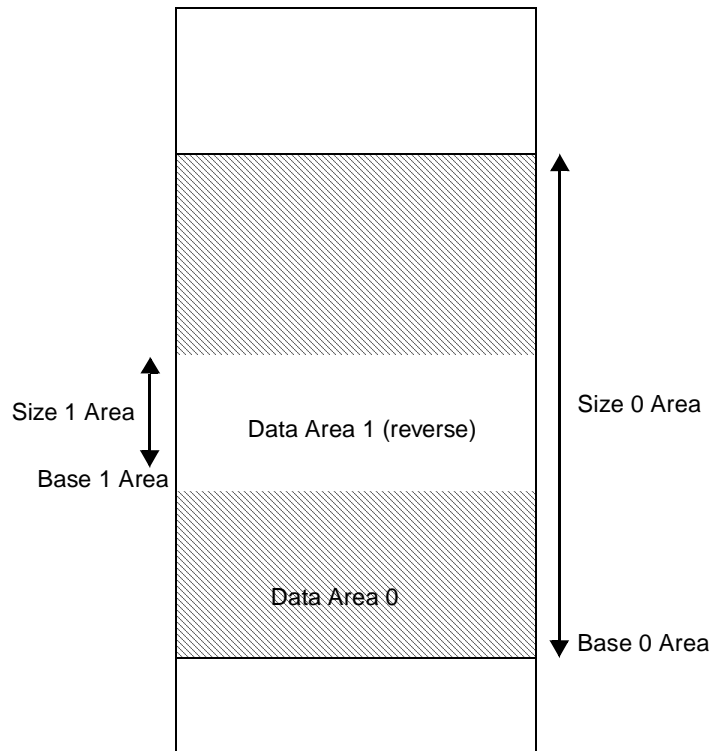 Size 1 Area
Size 0 Area
Data Area 1 (reverse)
Base 1 Area
Data Area 0
Base 0 Area